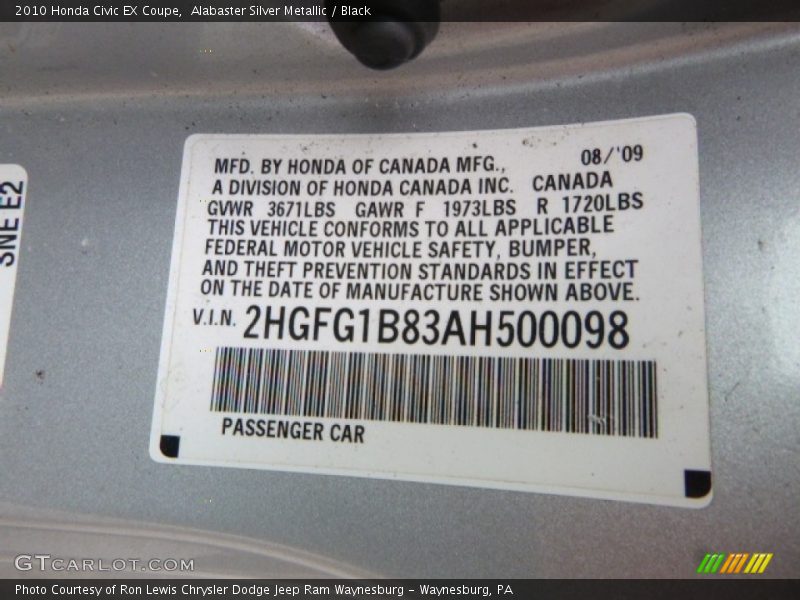 2010 Honda Civic EX Coupe,  Alabaster Silver Metallic / Black
SNE E2
MFD. BY HONDA OF CANADA MFG., 08/'09
A DIVISION OF HONDA CANADA INC. CANADA
GVWR 3671LBS GAWR F 1973LBS R 1720LBS
THIS VEHICLE CONFORMS TO ALL APPLICABLE
FEDERAL MOTOR VEHICLE SAFETY, BUMPER,
AND THEFT PREVENTION STANDARDS IN EFFECT
ON THE DATE OF MANUFACTURE SHOWN ABOVE.
V.I.N. 2HGFG1B83AH500098
PASSENGER CAR
GTCARLOT.COM
Photo Courtesy of Ron Lewis Chrysler Dodge Jeep Ram Waynesburg - Waynesburg, PA